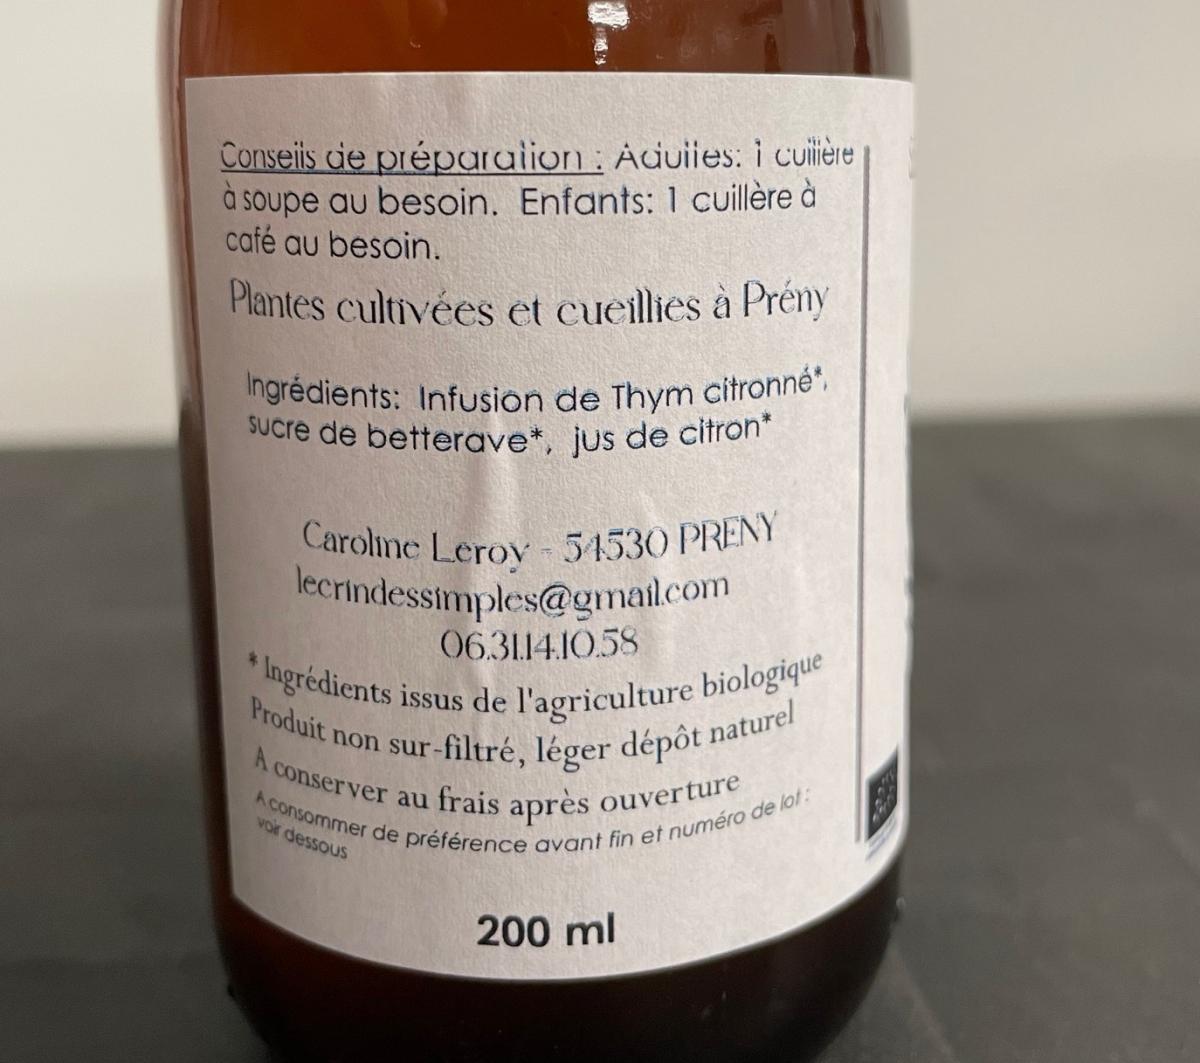 Conseils de préparation : Adultes: 1 cuillère
à soupe au besoin. Enfants: 1 cuillère à
café au besoin.
Plantes cultivées et cueillies à Prény
Ingrédients: Infusion de Thym citronné*,
sucre de betterave*, jus de citron*
Caroline Leroy - 54530 PRENY
lecrindessimples@gmail.com
06.31.14.10.58
* Ingrédients issus de l'agriculture biologique
Produit non sur-filtré, léger dépôt naturel
A conserver au frais après ouverture
A consommer de préférence avant fin et numéro de lot :
voir dessous
200 ml